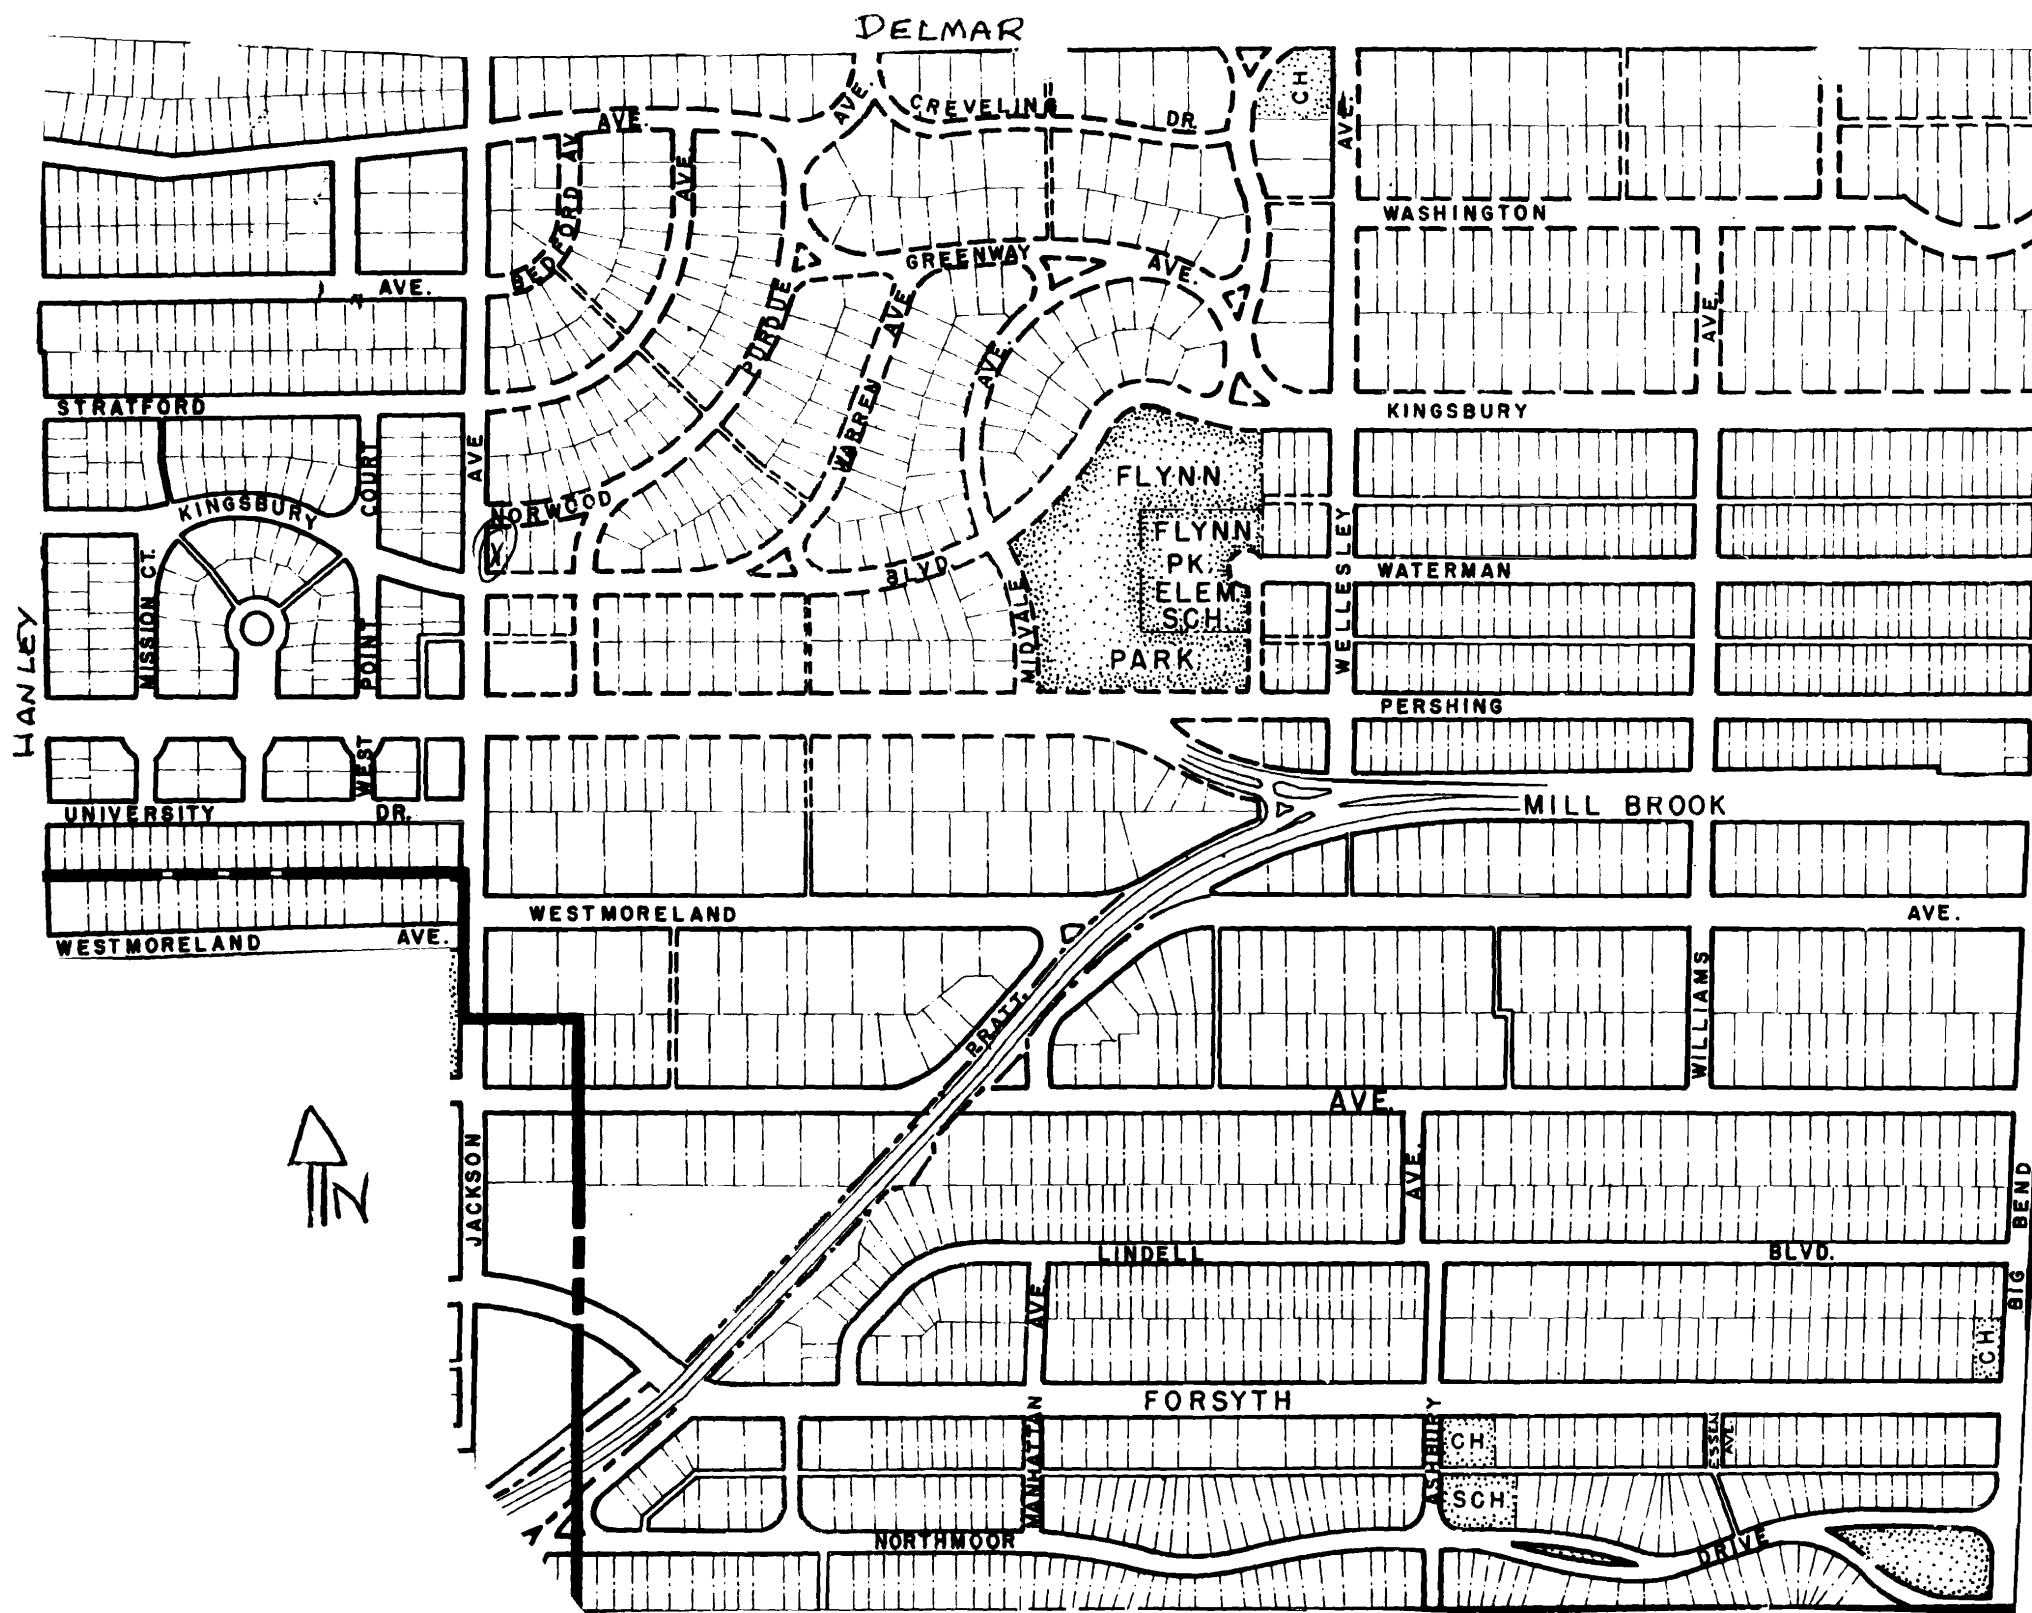 DELMAR
CH
AVE.
CREVELING
DR.
AVE.
AVE.
BEDFORD AV
AVE
WASHINGTON
AVE.
GREENWAY
AVE.
PURDUE
AVE
WARREN
AVE.
AVE.
STRATFORD
KINGSBURY
COURT
AVE
KINGSBURY
NORWOOD
X
FLYNN
FLYNN
PK.
ELEM.
SCH.
PARK
WELLESLEY
WATERMAN
BLVD.
MIDVALE
MISSION CT.
HANLEY
WEST POINT
PERSHING
UNIVERSITY
DR.
MILL BROOK
WESTMORELAND
AVE.
WESTMORELAND
AVE.
WILLIAMS
AVE.
N
JACKSON
AVE.
BIG BEND
LINDELL
BLVD.
AVE
CH
FORSYTH
MANHATTAN
ASHBURY
CH.
ESSEX AVE.
SCH.
NORTHMOOR
DRIVE